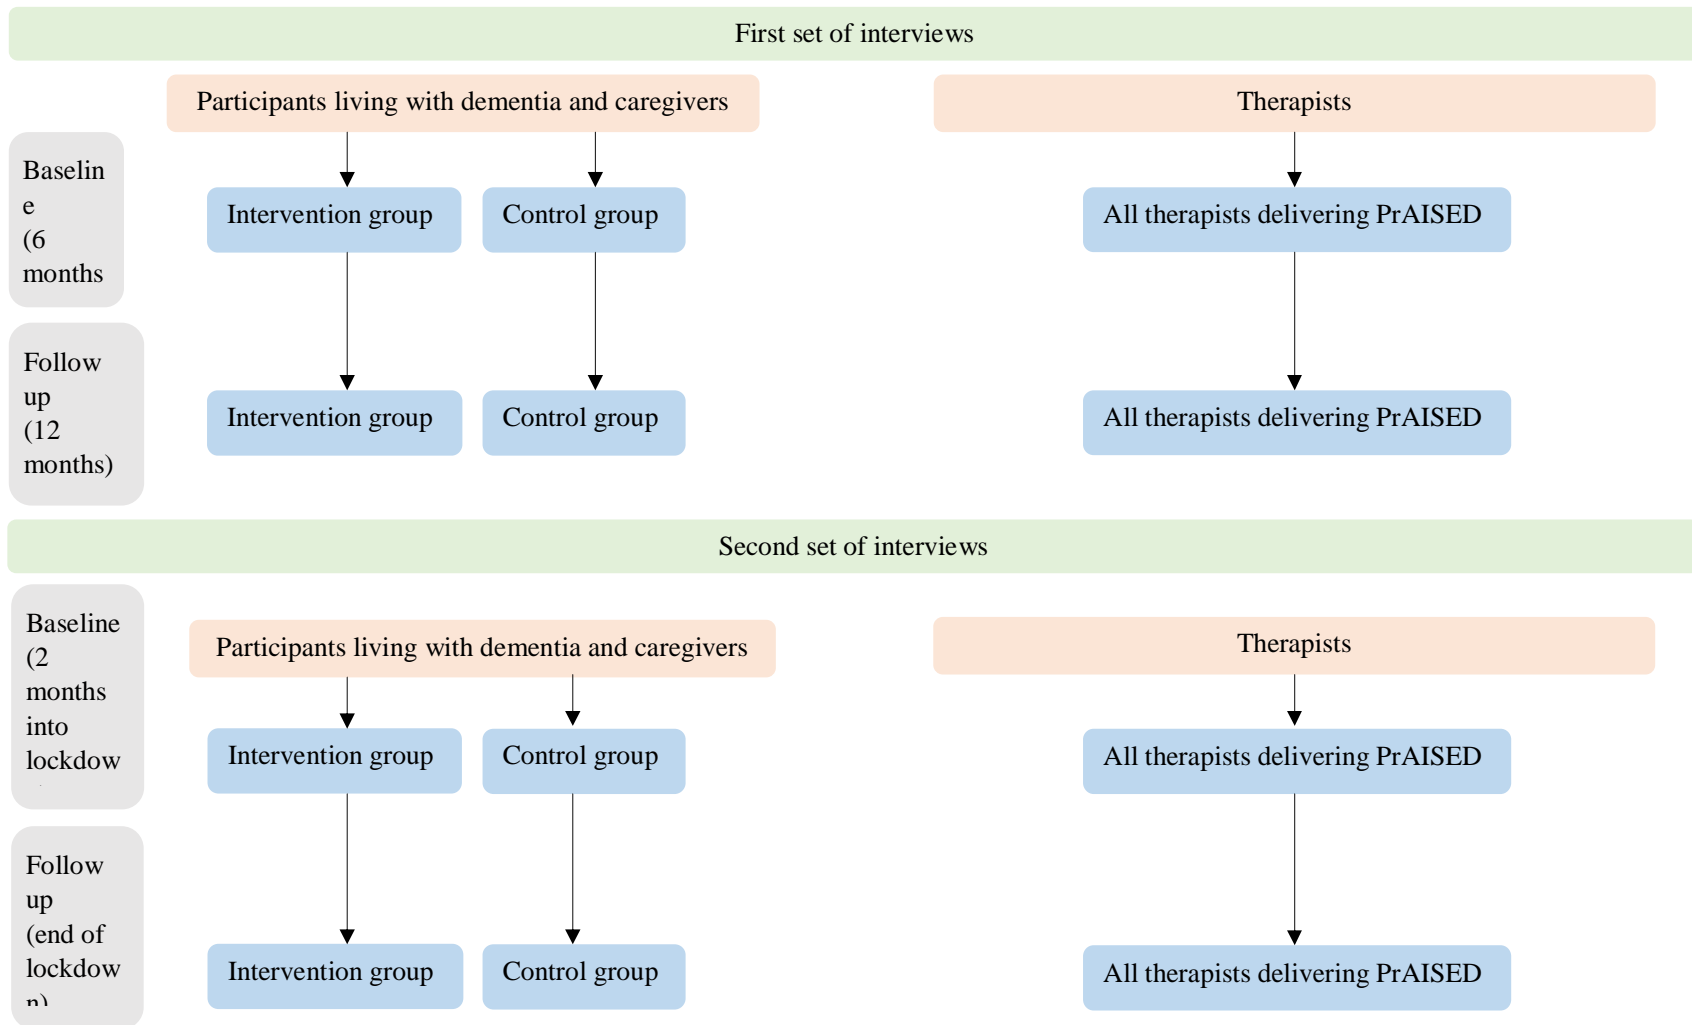 First set of interviews
Participants living with dementia and caregivers
Therapists
Baselin
e
(6
months
Intervention group
Control group
All therapists delivering PrAISED
Follow
up
(12
months)
Intervention group
Control group
All therapists delivering PrAISED
Second set of interviews
Baseline
(2
months
into
lockdow
Participants living with dementia and caregivers
Therapists
Intervention group
Control group
All therapists delivering PrAISED
Follow
up
(end of
lockdow
n)
Intervention group
Control group
All therapists delivering PrAISED